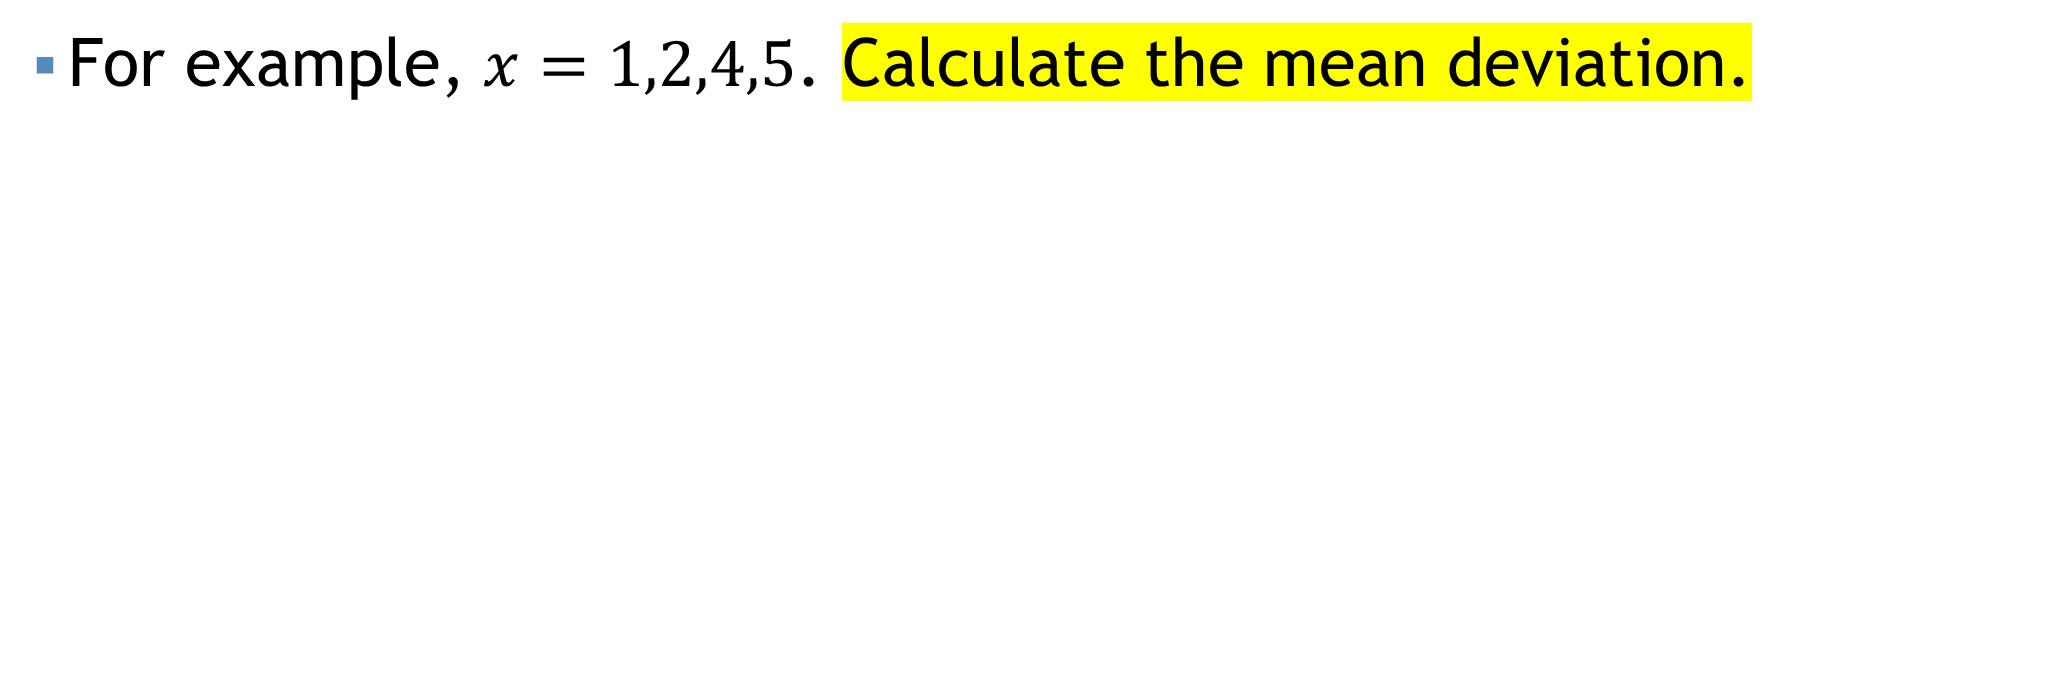 ▪ For example, x = 1,2,4,5. Calculate the mean deviation.